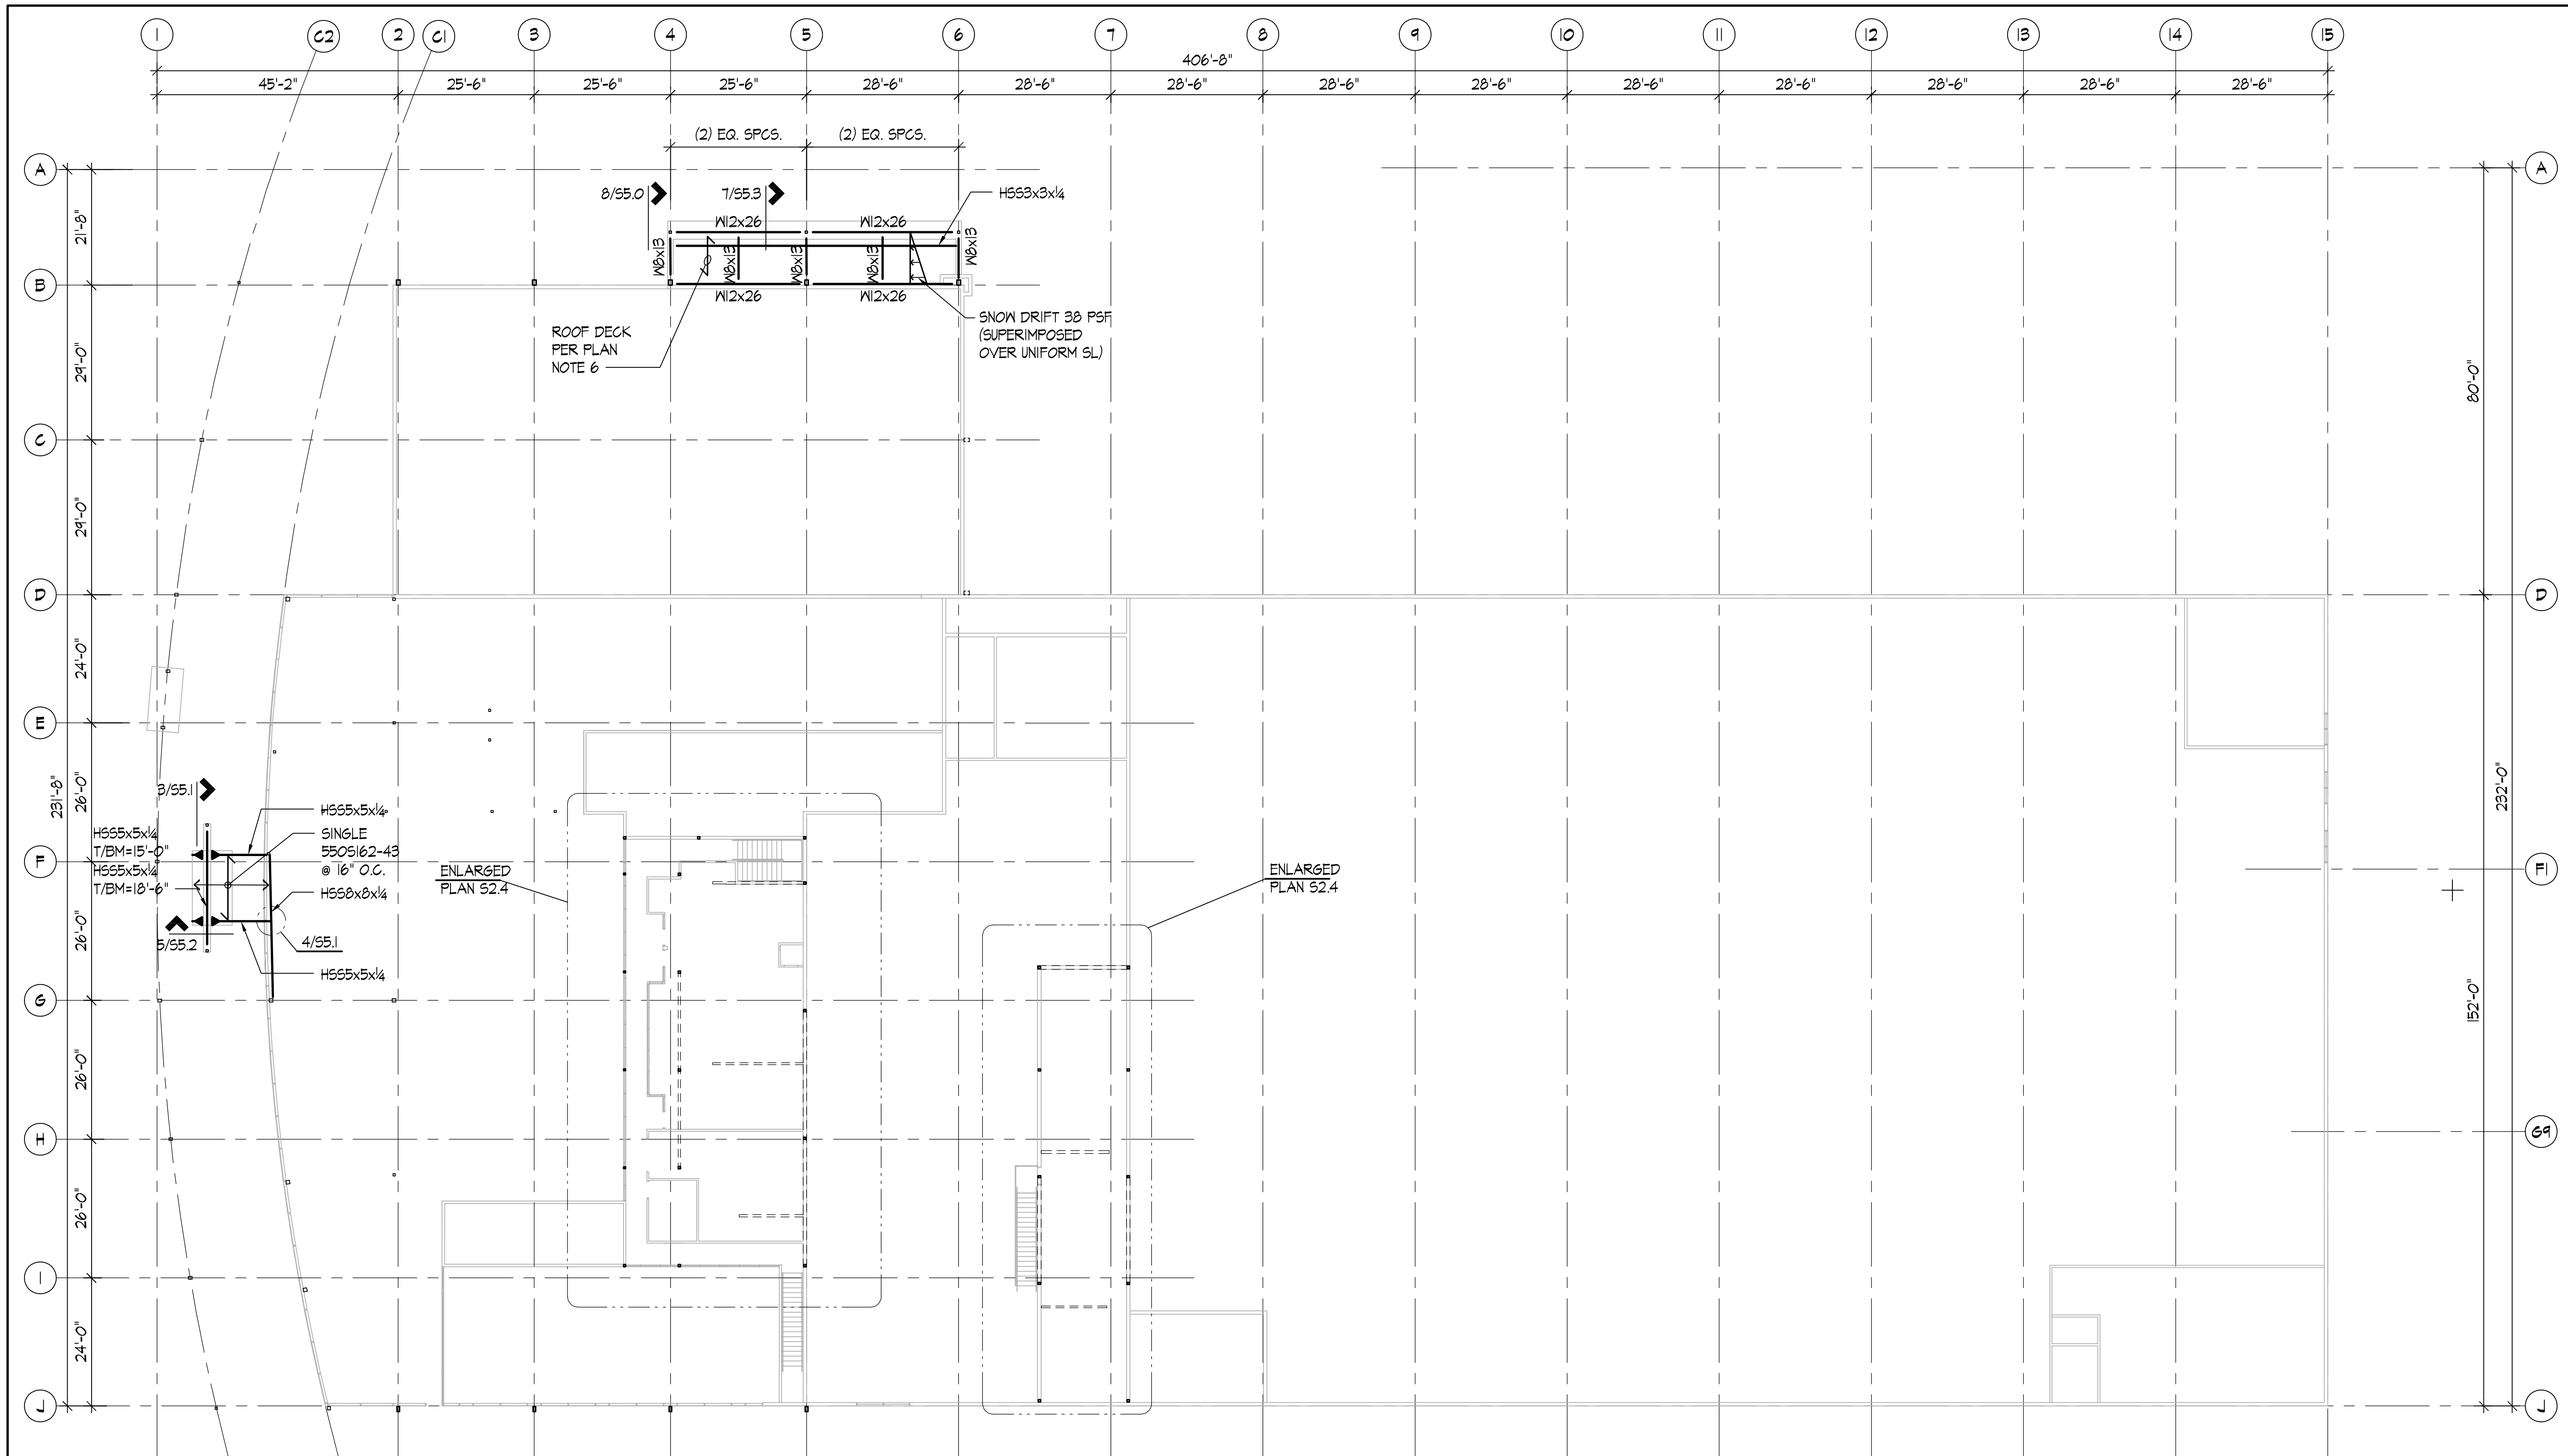 1
C2
2
C1
3
4
5
6
7
8
9
10
11
12
13
14
15
406'-8"
45'-2"
25'-6"
25'-6"
25'-6"
28'-6"
28'-6"
28'-6"
28'-6"
28'-6"
28'-6"
28'-6"
28'-6"
28'-6"
28'-6"
(2) EQ. SPCS.
(2) EQ. SPCS.
A
A
8/S5.0
7/S5.3
HSS3x3x1/4
21'-8"
W12x26
W12x26
W8x13
W8x13
W8x13
W8x13
W8x13
B
W12x26
W12x26
ROOF DECK
PER PLAN
NOTE 6
SNOW DRIFT 38 PSF
(SUPERIMPOSED
OVER UNIFORM SL)
29'-0"
80'-0"
C
29'-0"
D
D
24'-0"
E
231'-8"
26'-0"
232'-0"
3/S5.1
HSS5x5x1/4
HSS5x5x1/4
T/BM=15'-0"
HSS5x5x1/4
T/BM=18'-6"
SINGLE
550S162-43
@ 16" O.C.
HSS8x8x1/4
F
F1
ENLARGED
PLAN S2.4
ENLARGED
PLAN S2.4
26'-0"
5/S5.2
4/S5.1
HSS5x5x1/4
G
152'-0"
26'-0"
H
G9
26'-0"
I
24'-0"
J
J